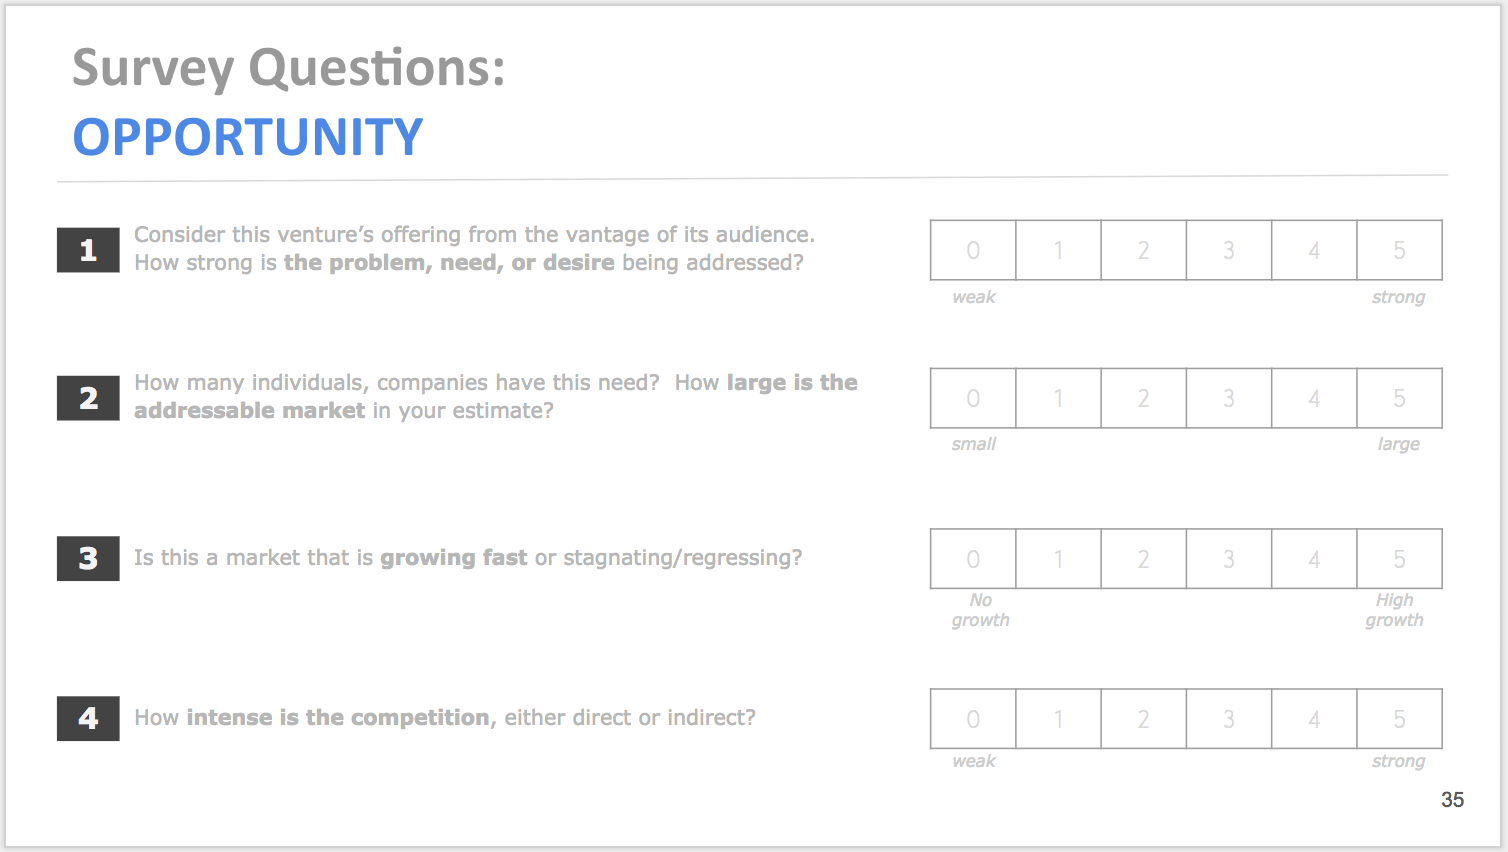 Survey Questions:
OPPORTUNITY
1
Consider this venture’s offering from the vantage of its audience.
How strong is the problem, need, or desire being addressed?
0 1 2 3 4 5
weak strong
2
How many individuals, companies have this need?  How large is the
addressable market in your estimate?
0 1 2 3 4 5
small large
3
Is this a market that is growing fast or stagnating/regressing?
0 1 2 3 4 5
No High
growth growth
4
How intense is the competition, either direct or indirect?
0 1 2 3 4 5
weak strong
35